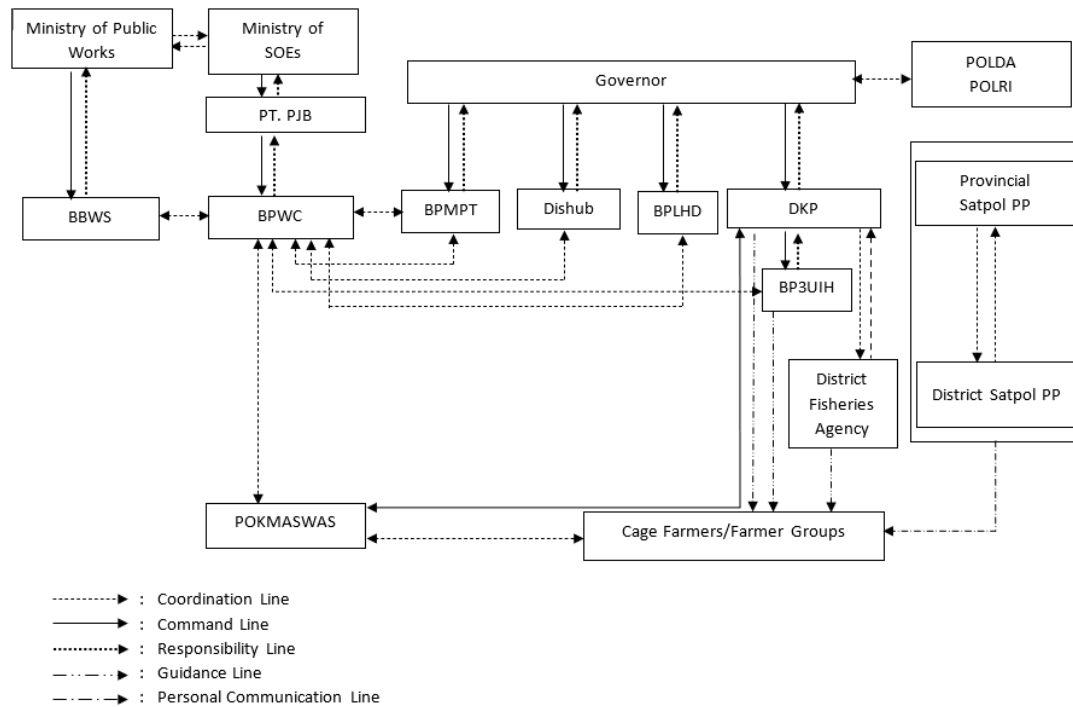 Ministry of Public
Works
Ministry of
SOEs
Governor
POLDA
POLRI
PT. PJB
BBWS
BPWC
BPMPT
Dishub
BPLHD
DKP
Provincial
Satpol PP
BP3UIH
District
Fisheries
Agency
District Satpol PP
POKMASWAS
Cage Farmers/Farmer Groups
: Coordination Line
: Command Line
: Responsibility Line
: Guidance Line
: Personal Communication Line